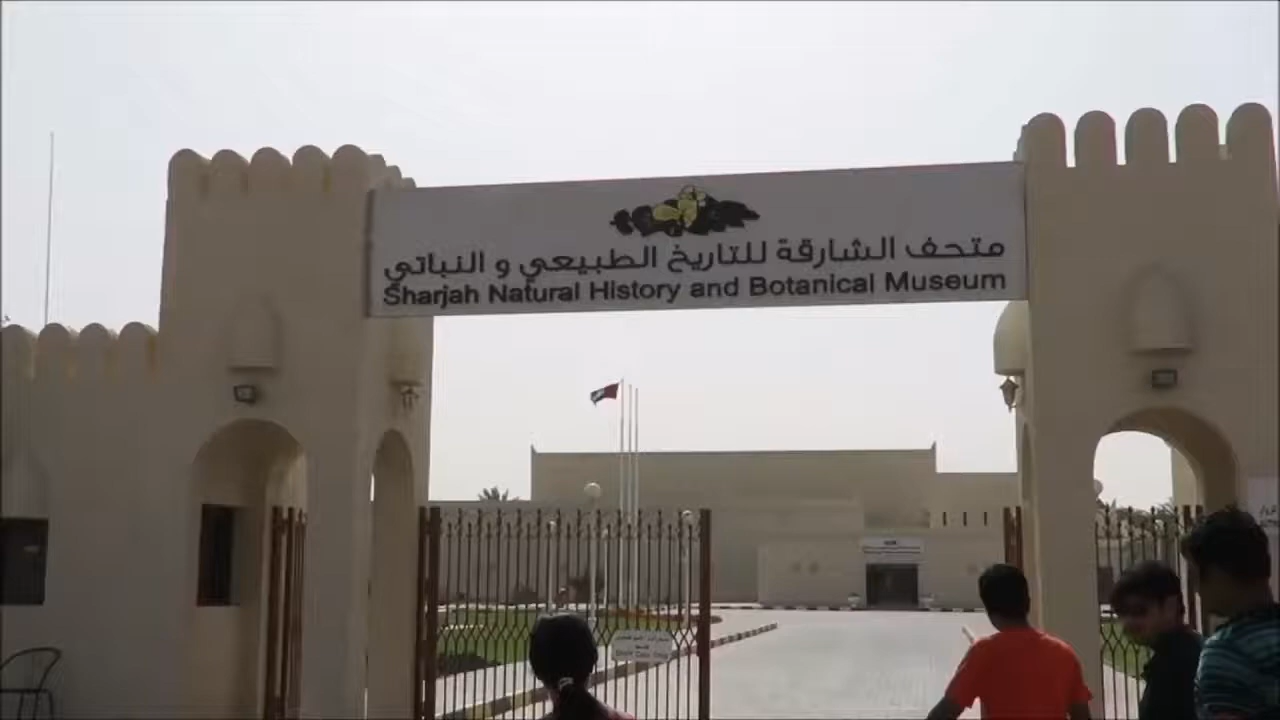 متحف الشارقة للتاريخ الطبيعي و النباتي
Sharjah Natural History and Botanical Museum